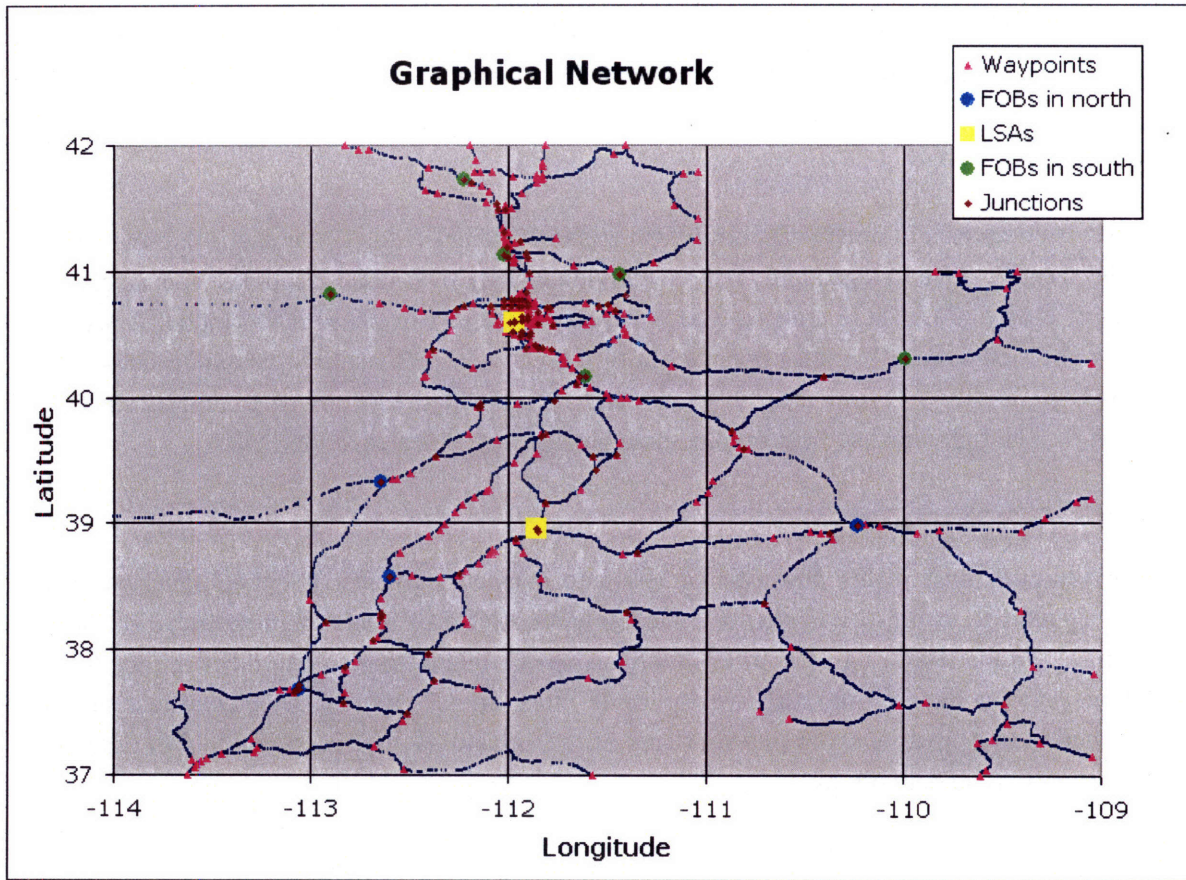 Graphical Network
Waypoints
FOBs in north
LSAs
FOBs in south
Junctions
Latitude
42
41
40
39
38
37
-114
-113
-112
-111
-110
-109
Longitude